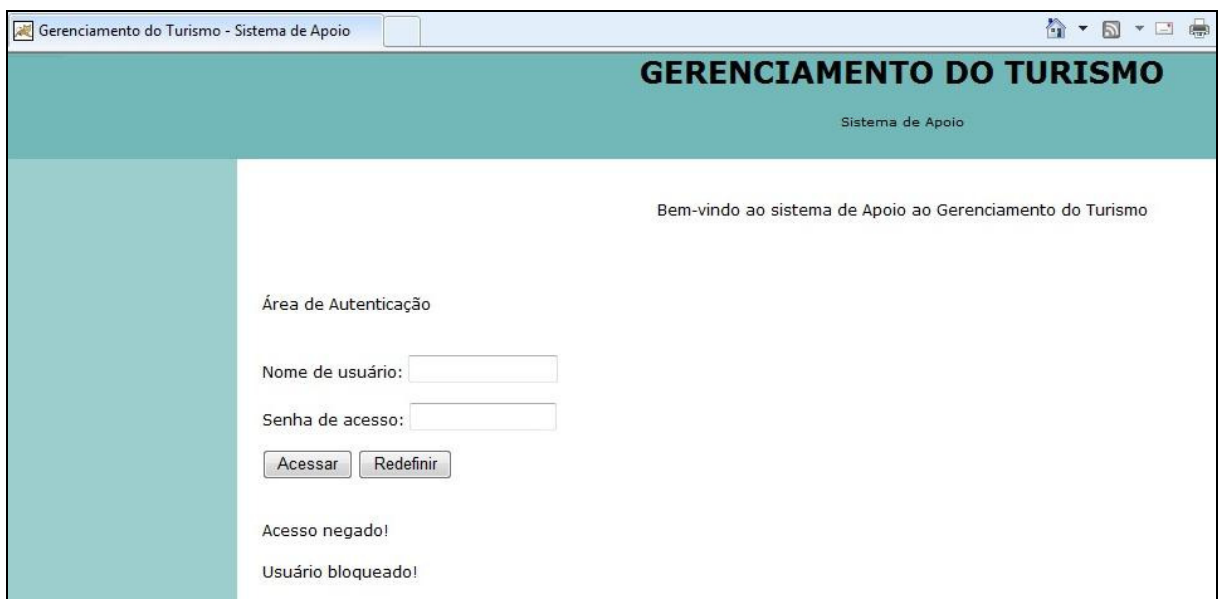 Gerenciamento do Turismo - Sistema de Apoio
GERENCIAMENTO DO TURISMO
Sistema de Apoio
Bem-vindo ao sistema de Apoio ao Gerenciamento do Turismo
Área de Autenticação
Nome de usuário:
Senha de acesso:
Acessar Redefinir
Acesso negado!
Usuário bloqueado!